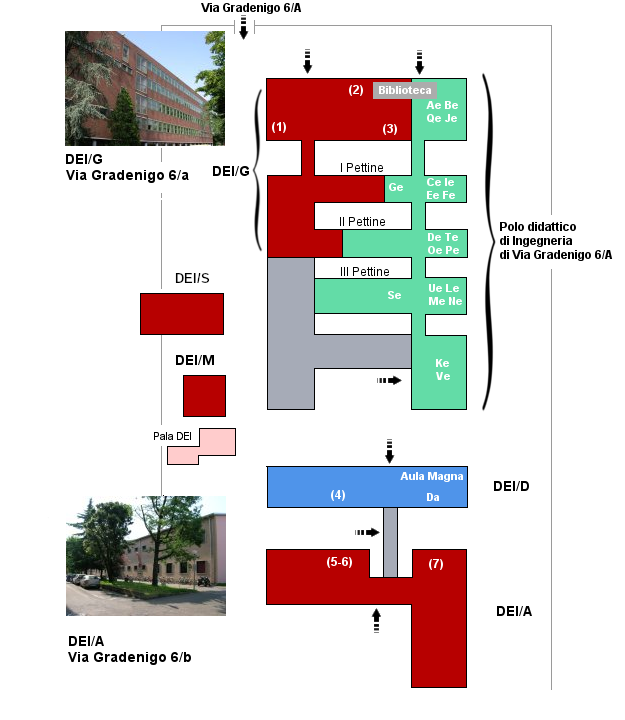 Via Gradenigo 6/A
(2)
Biblioteca
Ae Be
Qe Je
(1)
(3)
DEI/G
Via Gradenigo 6/a
DEI/G
I Pettine
Ge
Ce Ie
Ee Fe
II Pettine
De Te
Oe Pe
Polo didattico
di Ingegneria
di Via Gradenigo 6/A
III Pettine
DEI/S
Se
Ue Le
Me Ne
DEI/M
Ke
Ve
Pala DEI
Aula Magna
(4)
Da
DEI/D
(5-6)
(7)
DEI/A
DEI/A
Via Gradenigo 6/b